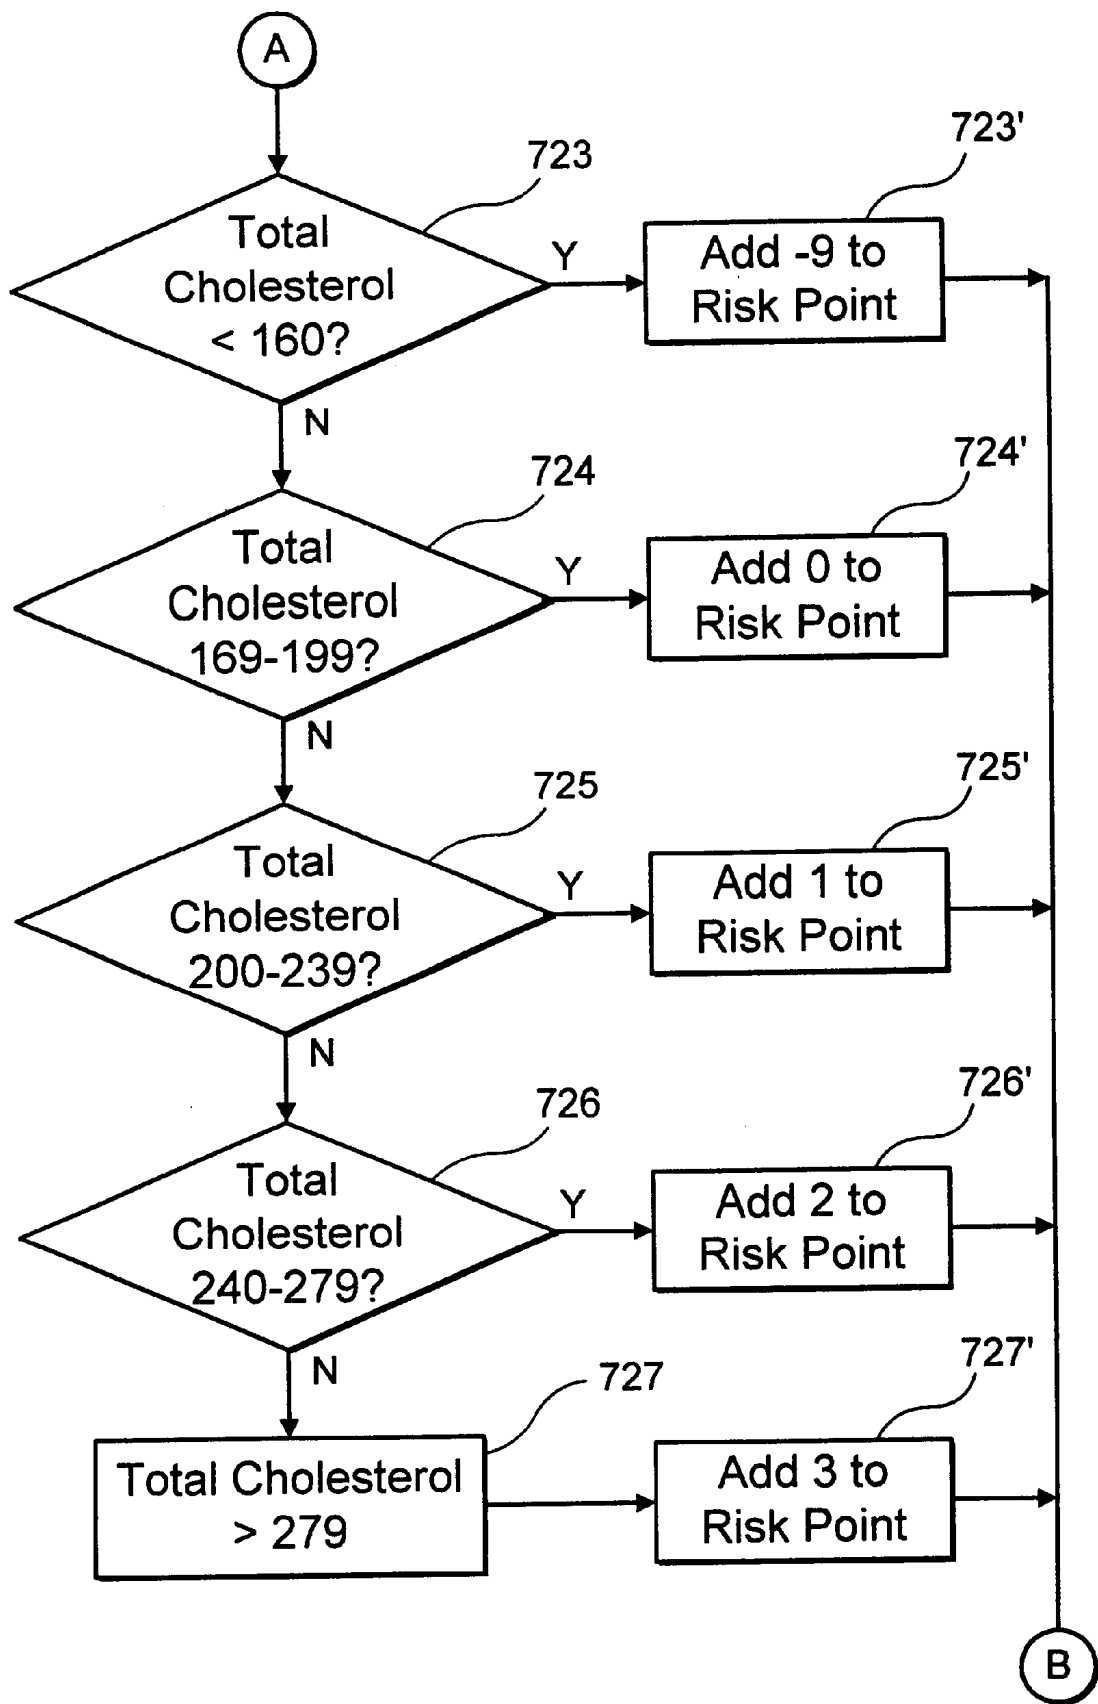 A
723
723'
Total
Cholesterol
< 160?
Y
Add -9 to
Risk Point
N
724
724'
Total
Cholesterol
169-199?
Y
Add 0 to
Risk Point
N
725
725'
Total
Cholesterol
200-239?
Y
Add 1 to
Risk Point
N
726
726'
Total
Cholesterol
240-279?
Y
Add 2 to
Risk Point
N
727
727'
Total Cholesterol
> 279
Add 3 to
Risk Point
B